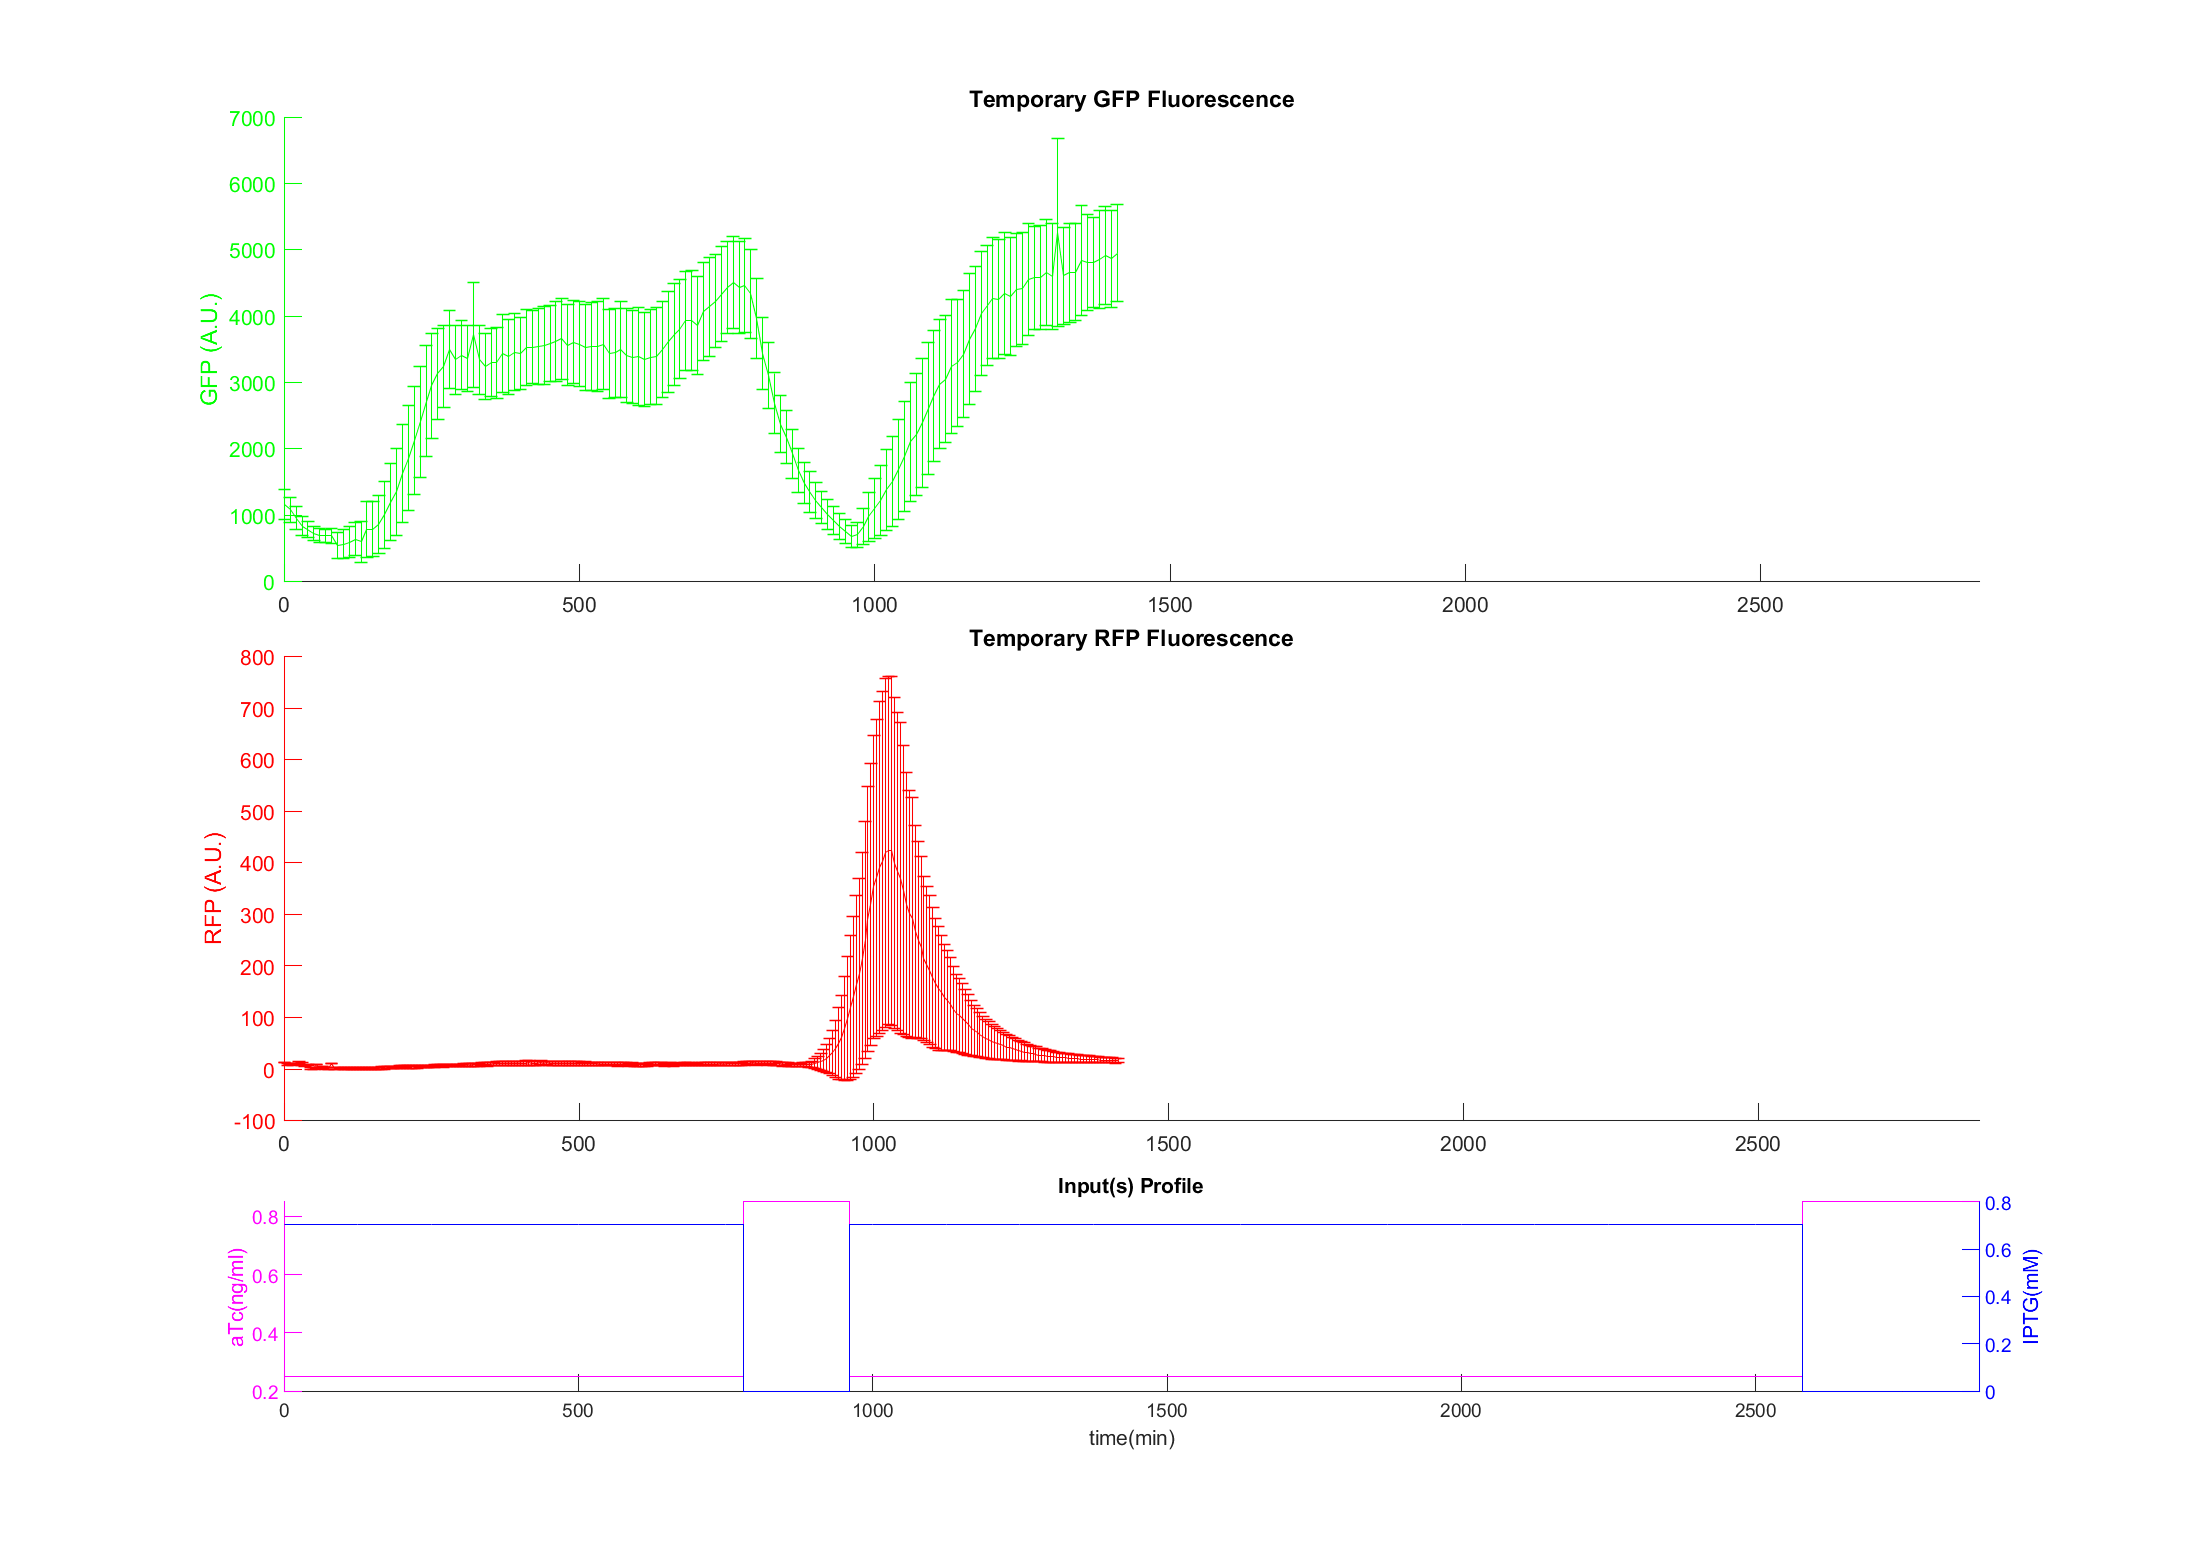 Temporary GFP Fluorescence
7000
6000
5000
4000
3000
2000
1000
0
GFP (A.U.)
0 500 1000 1500 2000 2500
Temporary RFP Fluorescence
800
700
600
500
400
300
200
100
0
-100
RFP (A.U.)
0 500 1000 1500 2000 2500
Input(s) Profile
0.8
0.6
0.4
0.2
aTc(ng/ml)
0.8
0.6
0.4
0.2
0
IPTG(mM)
0 500 1000 1500 2000 2500
time(min)